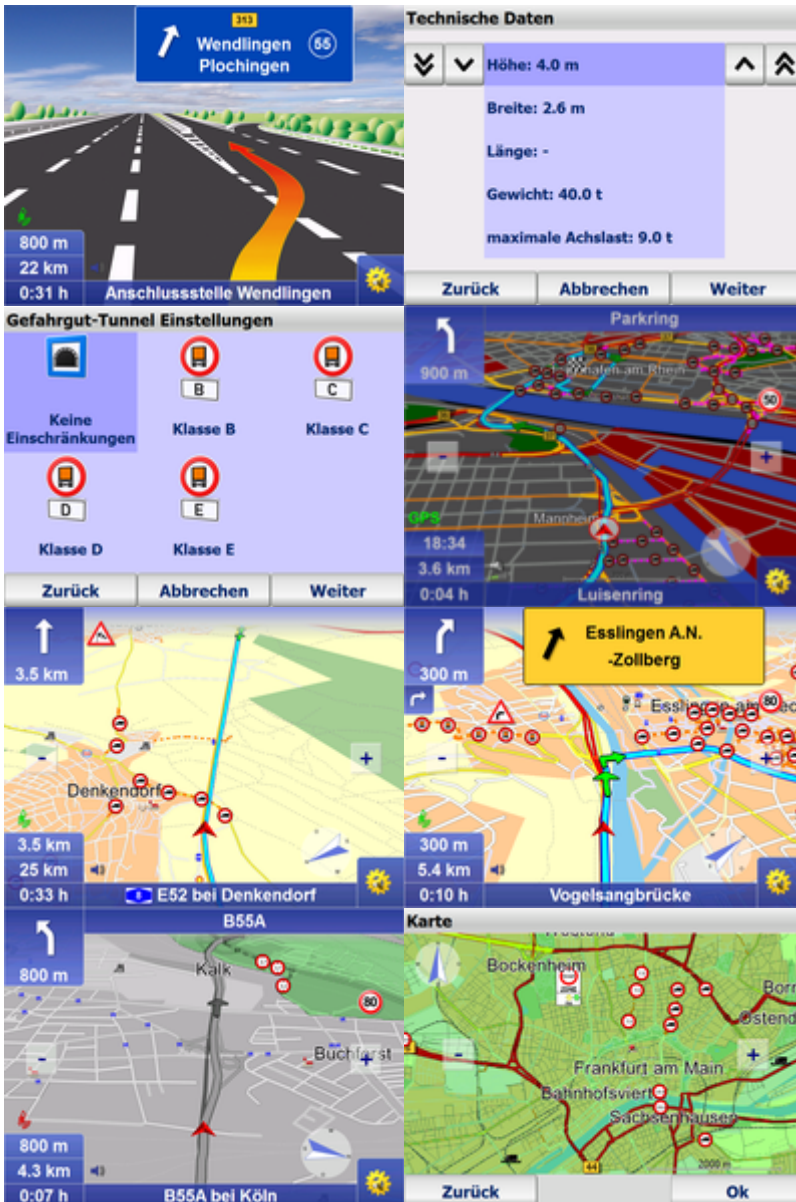 313
Wendlingen 55
Plochingen
800 m
22 km
0:31 h
Anschlussstelle Wendlingen
Technische Daten
Höhe: 4.0 m
Breite: 2.6 m
Länge: -
Gewicht: 40.0 t
maximale Achslast: 9.0 t
Zurück
Abbrechen
Weiter
Gefahrgut-Tunnel Einstellungen
Keine
Einschränkungen
B
Klasse B
C
Klasse C
D
Klasse D
E
Klasse E
Zurück
Abbrechen
Weiter
Parkring
900 m
50
-
+
GPS
Mannheim
18:34
3.6 km
0:04 h
Luisenring
3.5 km
-
+
Denkendorf
3.5 km
25 km
0:33 h
E52 bei Denkendorf
300 m
Esslingen A.N.
-Zollberg
80
-
+
300 m
5.4 km
0:10 h
Vogelsangbrücke
B55A
800 m
Kalk
80
-
+
Buchforst
800 m
4.3 km
0:07 h
B55A bei Köln
Karte
Bockenheim
-
+
Frankfurt am Main
Bahnhofsviert
Sachsenhausen
44
2000 m
Zurück
Ok